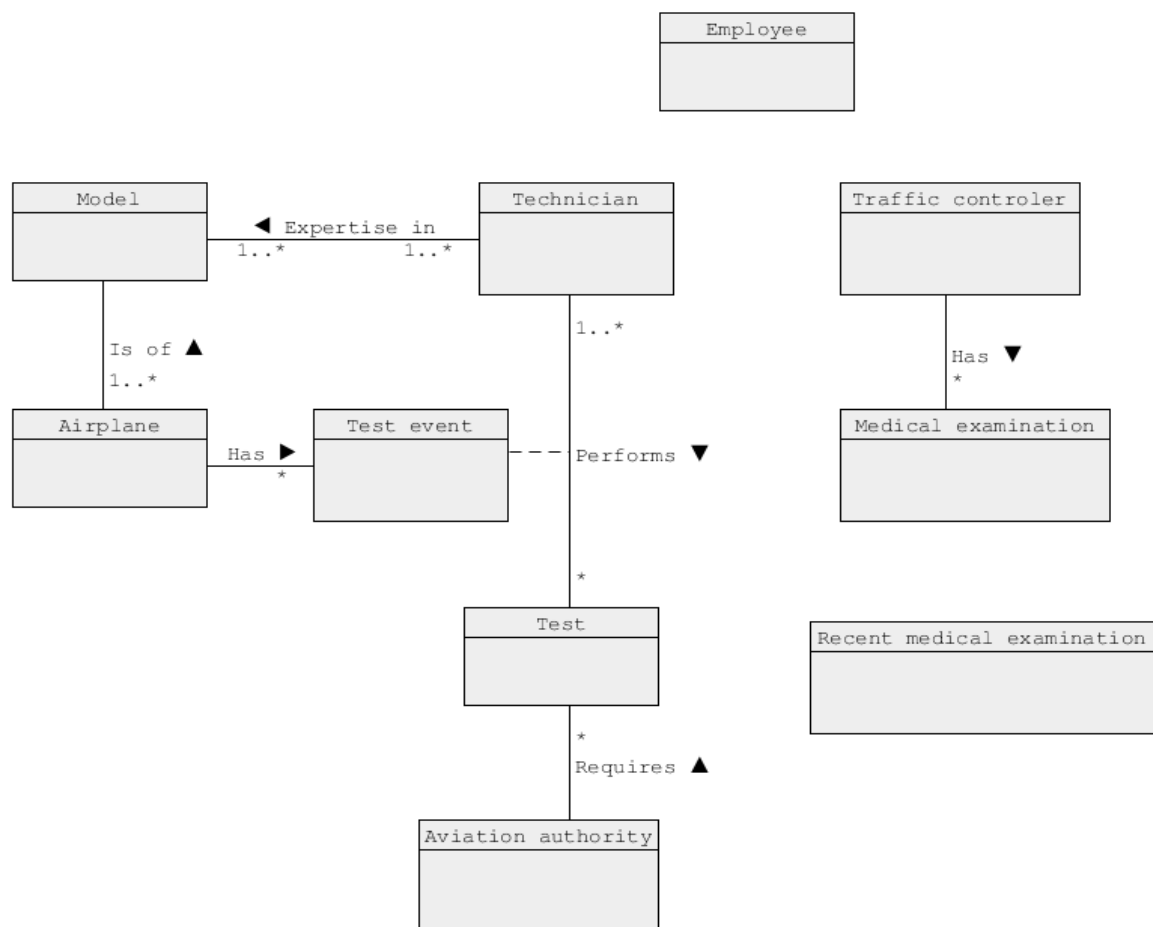 Employee
Model
Technician
Traffic controler
◄ Expertise in
1..*
1..*
1..*
Is of ▲
1..*
Has ▼
*
Airplane
Test event
Medical examination
Has ►
*
Performs ▼
*
Test
Recent medical examination
*
Requires ▲
Aviation authority